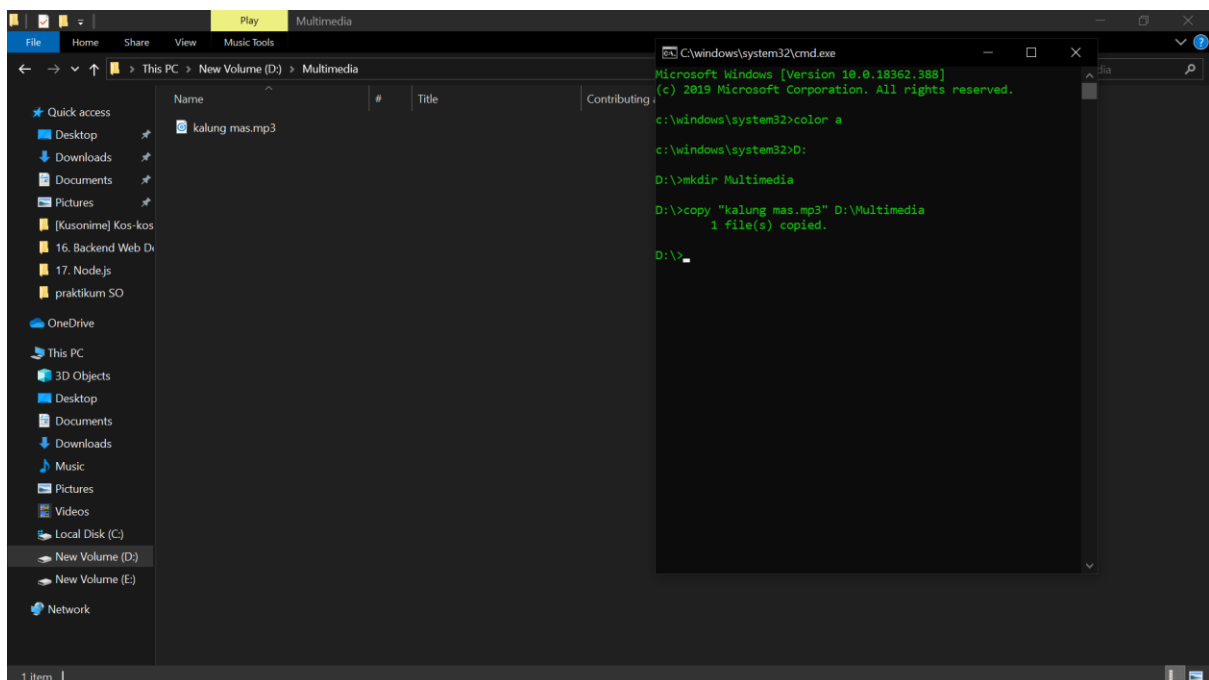 Play Multimedia
File Home Share View Music Tools
This PC New Volume (D:) Multimedia
Name # Title Contributing
kalung mas.mp3
Quick access
Desktop
Downloads
Documents
Pictures
[Kusonime] Kos-kos
16. Backend Web De
17. Node.js
praktikum SO
OneDrive
This PC
3D Objects
Desktop
Documents
Downloads
Music
Pictures
Videos
Local Disk (C:)
New Volume (D:)
New Volume (E:)
Network
1 item
C:\windows\system32\cmd.exe
Microsoft Windows [Version 10.0.18362.388]
(c) 2019 Microsoft Corporation. All rights reserved.
c:\windows\system32>color a
c:\windows\system32>D:
D:\>mkdir Multimedia
D:\>copy "kalung mas.mp3" D:\Multimedia
1 file(s) copied.
D:\>